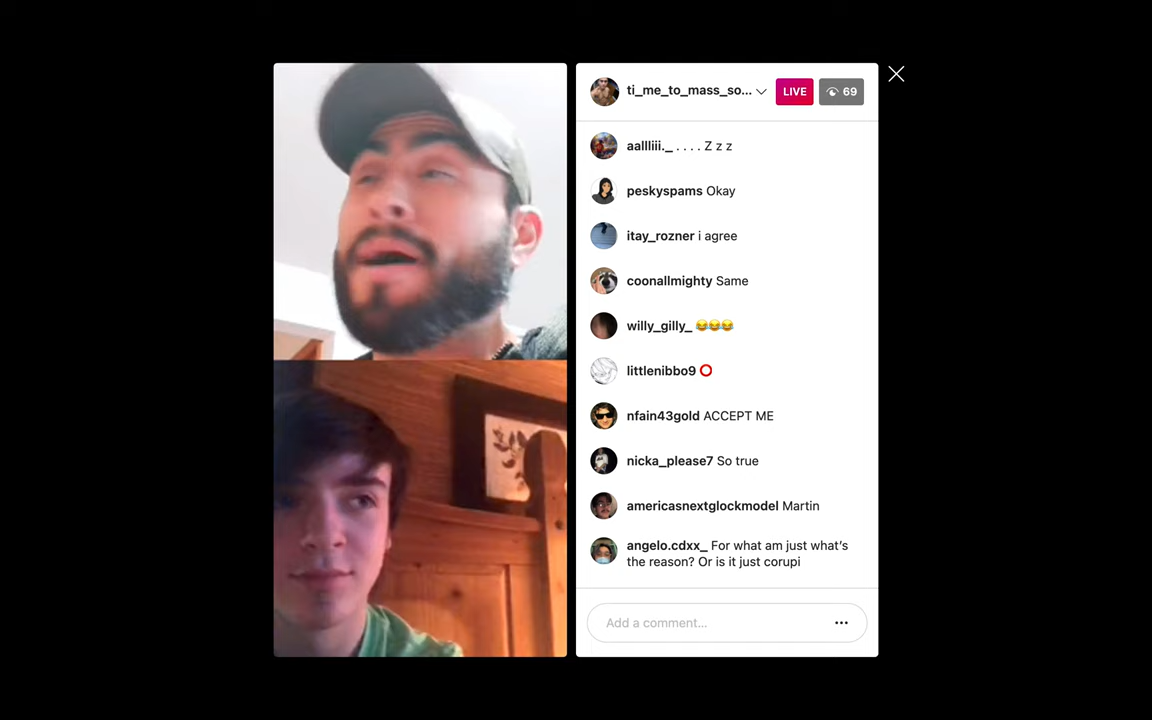 ti_me_to_mass_so...
LIVE
69
aallliii._ . . . . Z z z
peskyspams Okay
itay_rozner i agree
coonallmighty Same
willy_gilly_ 😂😂😂
littlenibbo9 ⭕
nfain43gold ACCEPT ME
nicka_please7 So true
americasnextglockmodel Martin
angelo.cdxx_ For what am just what's
the reason? Or is it just corupi
Add a comment...